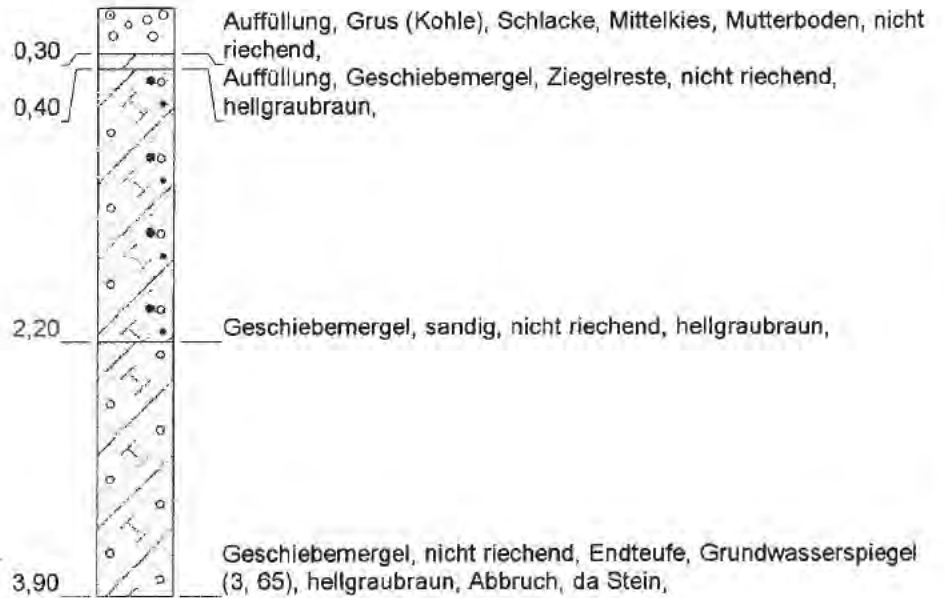 Auffüllung, Grus (Kohle), Schlacke, Mittelkies, Mutterboden, nicht
0,30 riechend,
Auffüllung, Geschiebemergel, Ziegelreste, nicht riechend,
0,40 hellgraubraun,
2,20 Geschiebemergel, sandig, nicht riechend, hellgraubraun,
Geschiebemergel, nicht riechend, Endteufe, Grundwasserspiegel
3,90 (3, 65), hellgraubraun, Abbruch, da Stein,